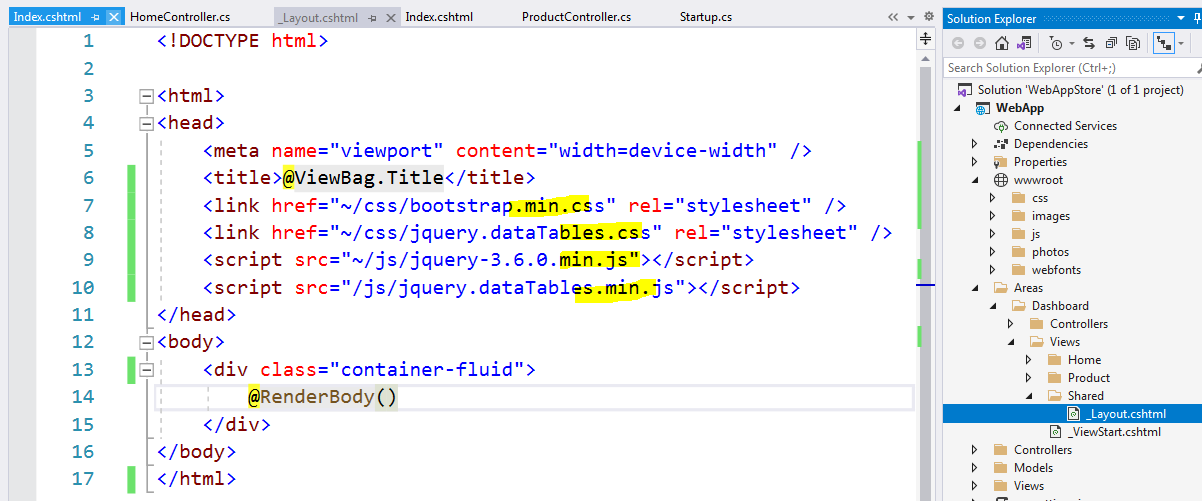 Index.cshtml
HomeController.cs
_Layout.cshtml
Index.cshtml
ProductController.cs
Startup.cs
1 <!DOCTYPE html>
2
3 <html>
4 <head>
5 <meta name="viewport" content="width=device-width" />
6 <title>@ViewBag.Title</title>
7 <link href="~/css/bootstrap.min.css" rel="stylesheet" />
8 <link href="~/css/jquery.dataTables.css" rel="stylesheet" />
9 <script src="~/js/jquery-3.6.0.min.js"></script>
10 <script src="/js/jquery.dataTables.min.js"></script>
11 </head>
12 <body>
13 <div class="container-fluid">
14 @RenderBody()
15 </div>
16 </body>
17 </html>
Solution Explorer
Search Solution Explorer (Ctrl+;)
Solution 'WebAppStore' (1 of 1 project)
WebApp
Connected Services
Dependencies
Properties
wwwroot
css
images
js
photos
webfonts
Areas
Dashboard
Controllers
Views
Home
Product
Shared
_Layout.cshtml
_ViewStart.cshtml
Controllers
Models
Views